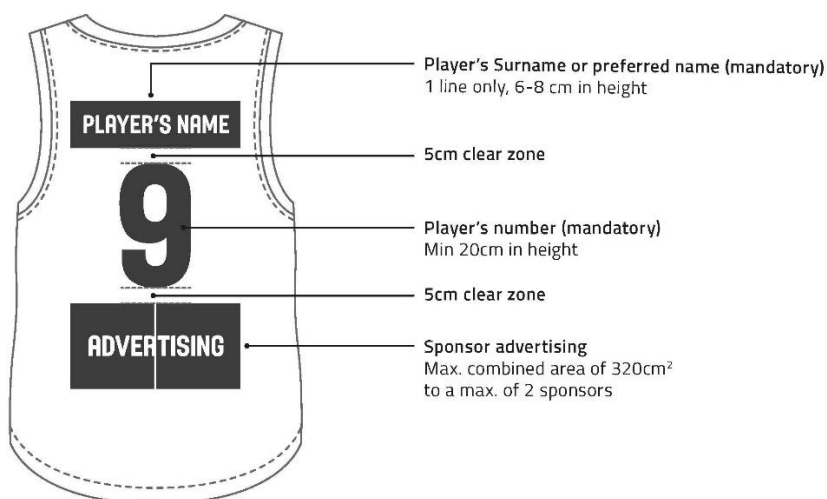 Player's Surname or preferred name (mandatory)
1 line only, 6-8 cm in height
PLAYER'S NAME
5cm clear zone
9
Player's number (mandatory)
Min 20cm in height
5cm clear zone
ADVERTISING
Sponsor advertising
Max. combined area of 320cm²
to a max. of 2 sponsors